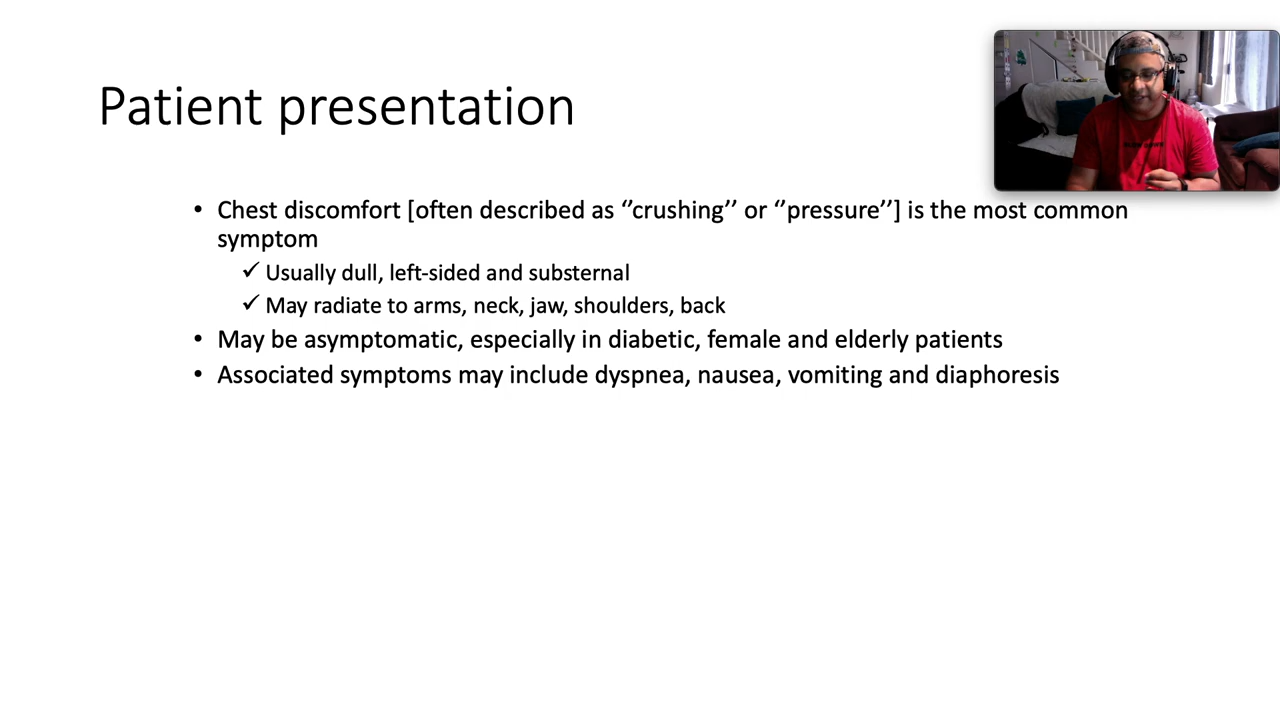 Patient presentation
• Chest discomfort [often described as ‘’crushing’’ or ‘’pressure’’] is the most common
symptom
✓ Usually dull, left-sided and substernal
✓ May radiate to arms, neck, jaw, shoulders, back
• May be asymptomatic, especially in diabetic, female and elderly patients
• Associated symptoms may include dyspnea, nausea, vomiting and diaphoresis